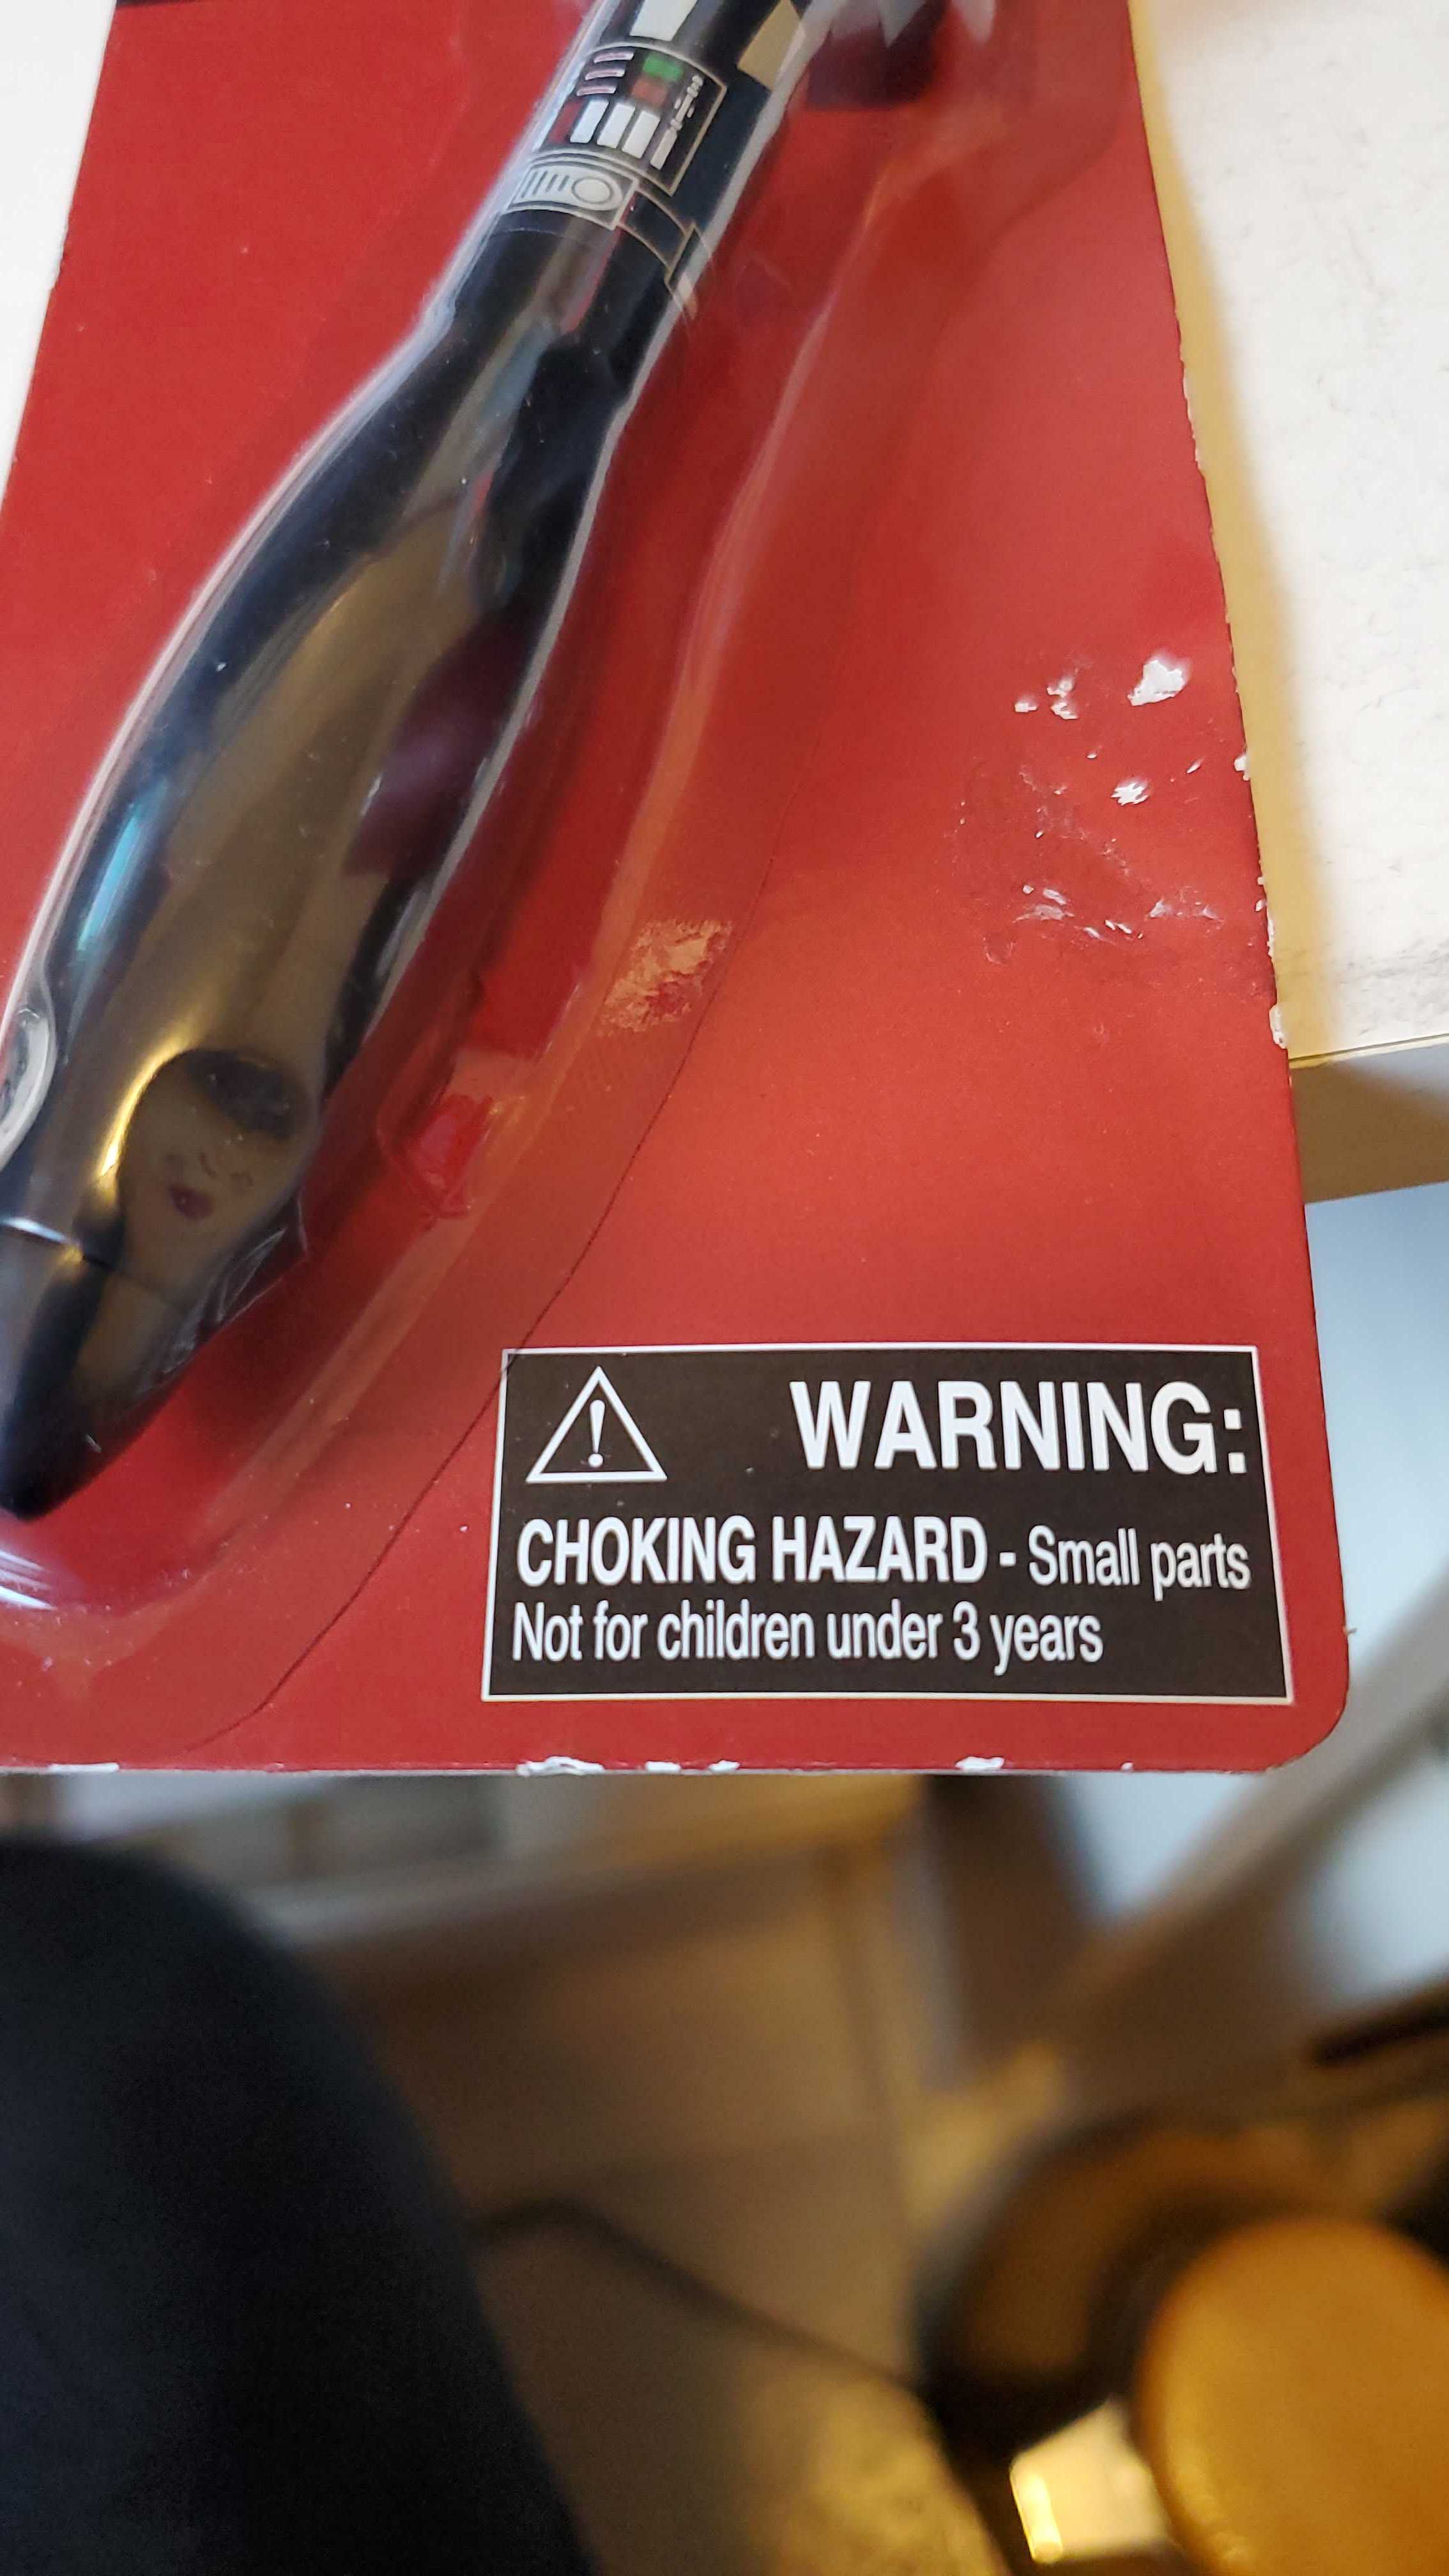 WARNING:
CHOKING HAZARD - Small parts
Not for children under 3 years